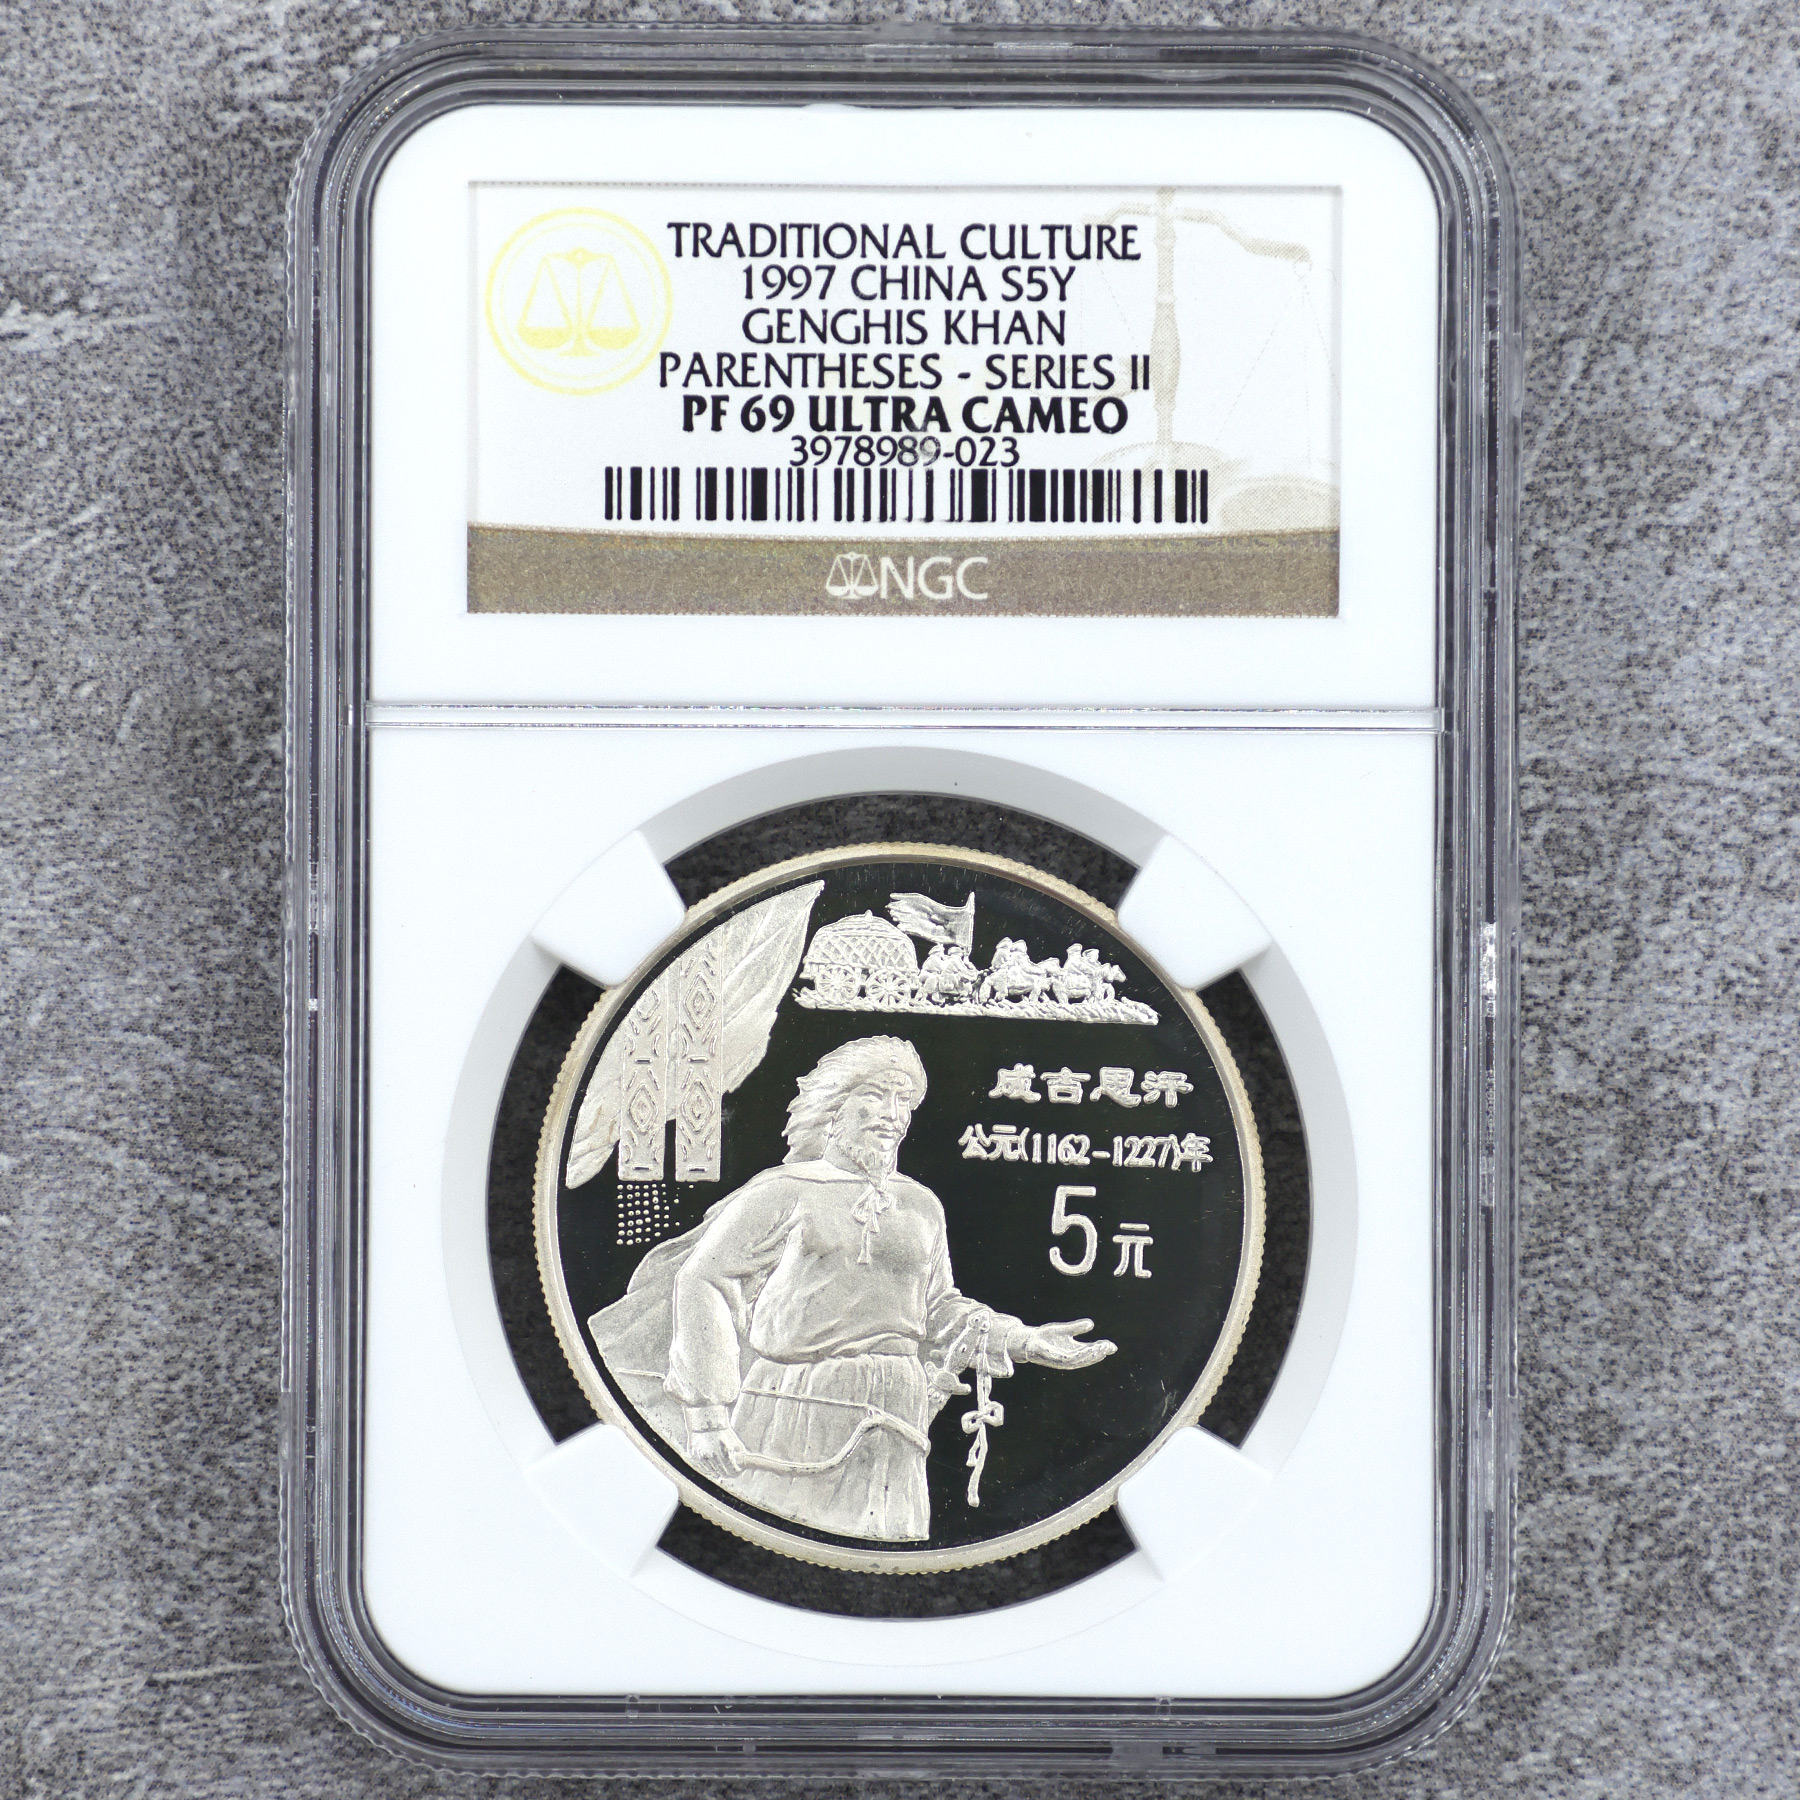 TRADITIONAL CULTURE
1997 CHINA S5Y
GENGHIS KHAN
PARENTHESES - SERIES II
PF 69 ULTRA CAMEO
3978989-023
NGC
成吉思汗
公元(1162-1227)年
5元